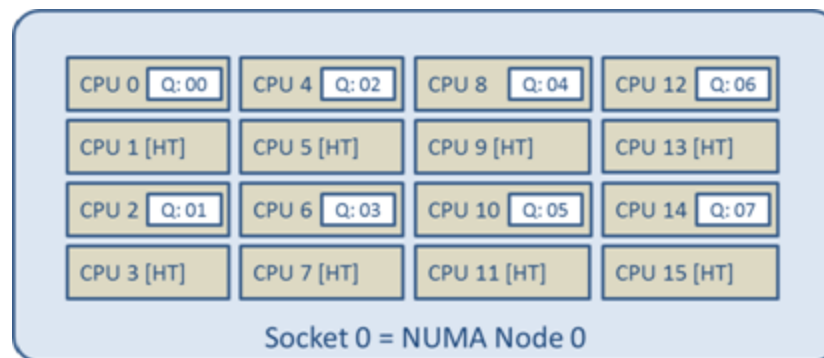 CPU 0 Q: 00 CPU 4 Q: 02 CPU 8 Q: 04 CPU 12 Q: 06
CPU 1 [HT] CPU 5 [HT] CPU 9 [HT] CPU 13 [HT]
CPU 2 Q: 01 CPU 6 Q: 03 CPU 10 Q: 05 CPU 14 Q: 07
CPU 3 [HT] CPU 7 [HT] CPU 11 [HT] CPU 15 [HT]
Socket 0 = NUMA Node 0